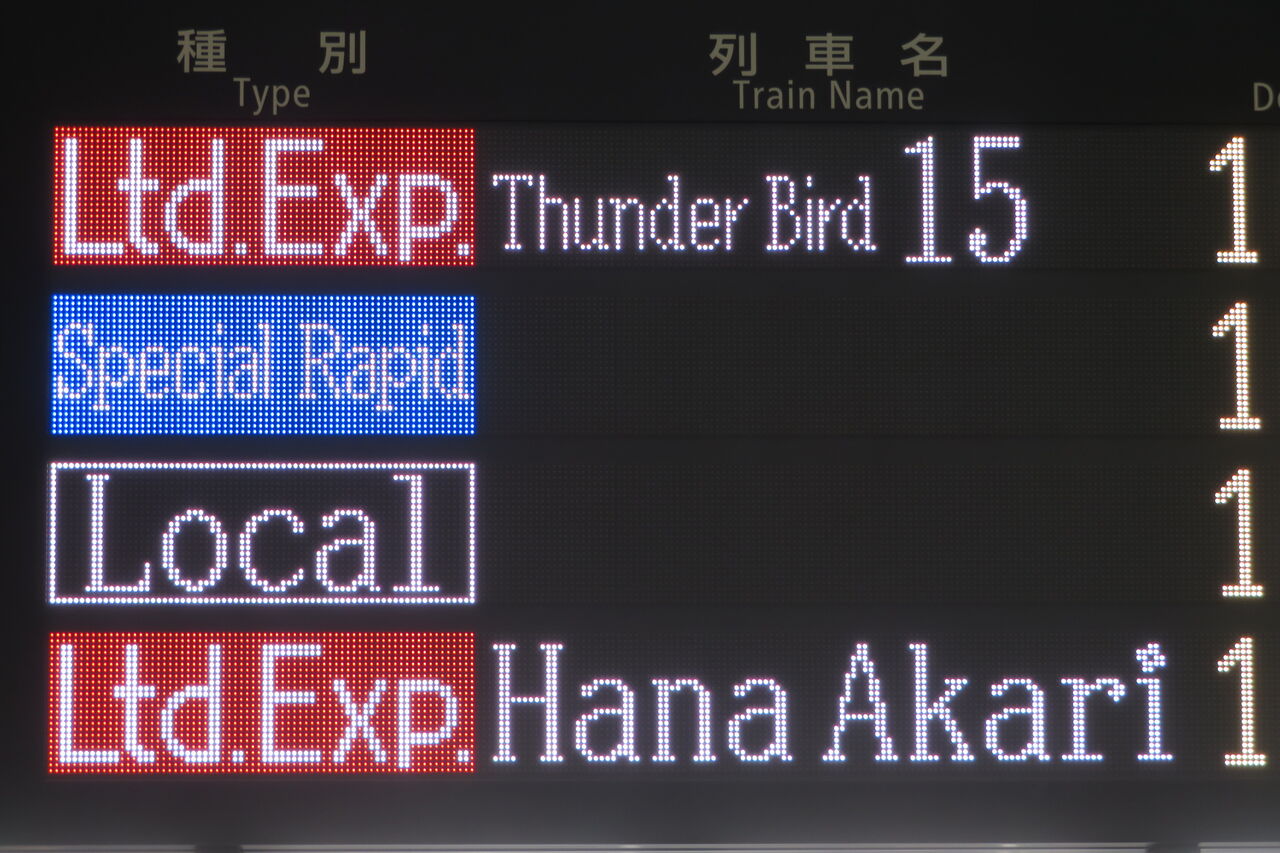 種別 列車名
Type Train Name D
Ltd.Exp. Thunder Bird 15 1
Special Rapid 1
Local 1
Ltd.Exp. Hana Akari 1